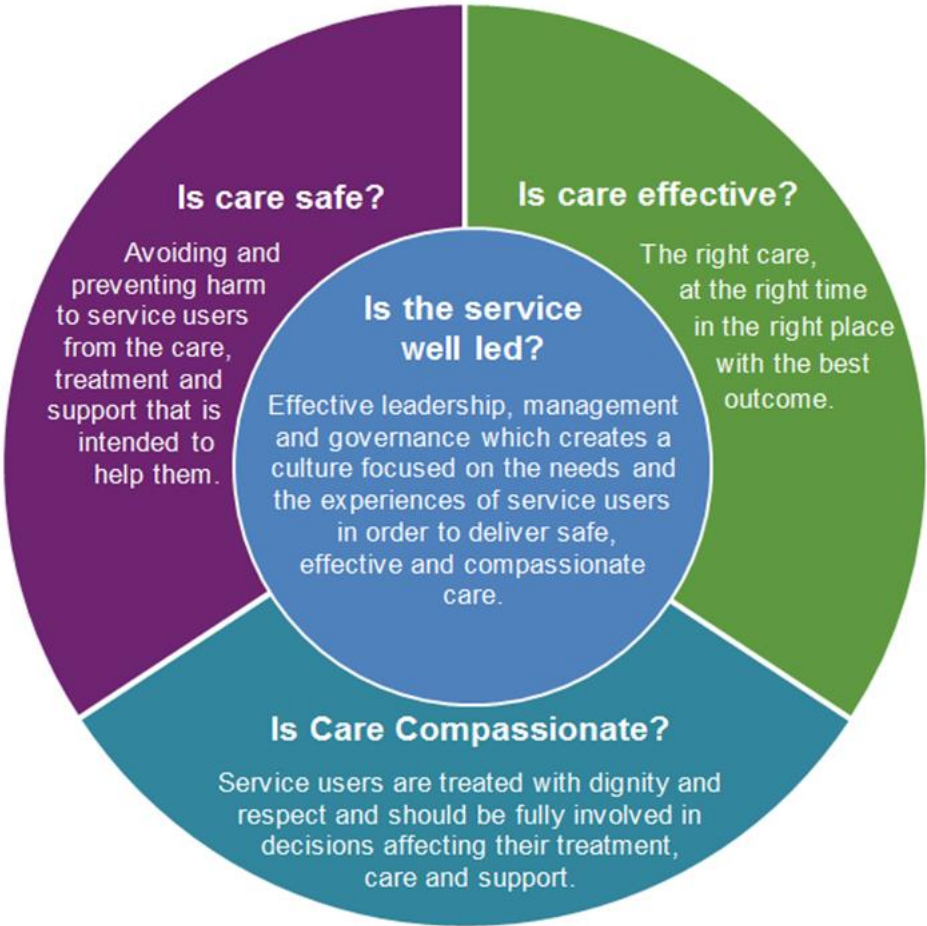 Is care safe?
Avoiding and
preventing harm
to service users
from the care,
treatment and
support that is
intended to
help them.
Is care effective?
The right care,
at the right time
in the right place
with the best
outcome.
Is the service
well led?
Effective leadership, management
and governance which creates a
culture focused on the needs and
the experiences of service users
in order to deliver safe,
effective and compassionate
care.
Is Care Compassionate?
Service users are treated with dignity and
respect and should be fully involved in
decisions affecting their treatment,
care and support.